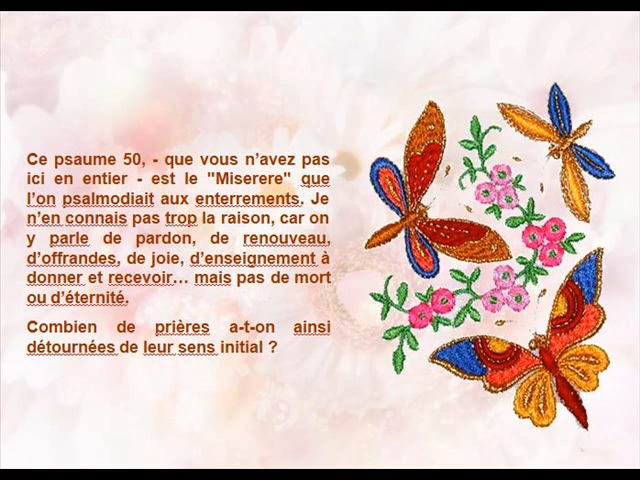 Ce psaume 50, - que vous n’avez pas
ici en entier - est le "Miserere" que
l’on psalmodiait aux enterrements. Je
n’en connais pas trop la raison, car on
y parle de pardon, de renouveau,
d’offrandes, de joie, d’enseignement à
donner et recevoir… mais pas de mort
ou d’éternité.
Combien de prières a-t-on ainsi
détournées de leur sens initial ?